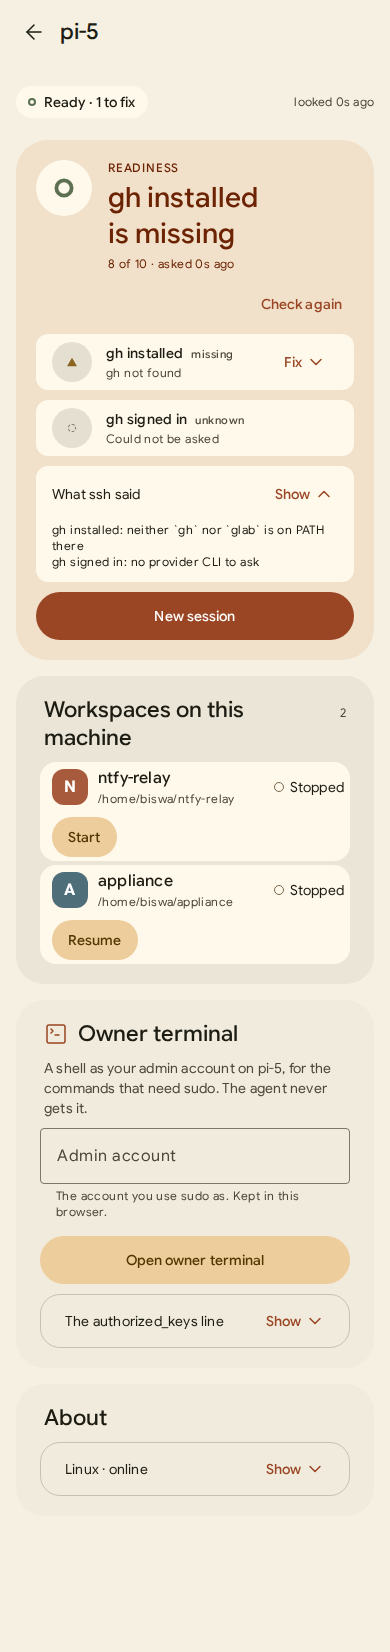 pi-5
Ready · 1 to fix
looked 0s ago
READINESS
gh installed
is missing
8 of 10 · asked 0s ago
Check again
gh installed missing
Fix
gh not found
gh signed in unknown
Could not be asked
What ssh said
Show
gh installed: neither `gh` nor `glab` is on PATH
there
gh signed in: no provider CLI to ask
New session
Workspaces on this
machine
2
N
ntfy-relay
/home/biswa/ntfy-relay
Stopped
Start
A
appliance
/home/biswa/appliance
Stopped
Resume
Owner terminal
A shell as your admin account on pi-5, for the
commands that need sudo. The agent never
gets it.
Admin account
The account you use sudo as. Kept in this
browser.
Open owner terminal
The authorized_keys line
Show
About
Linux · online
Show